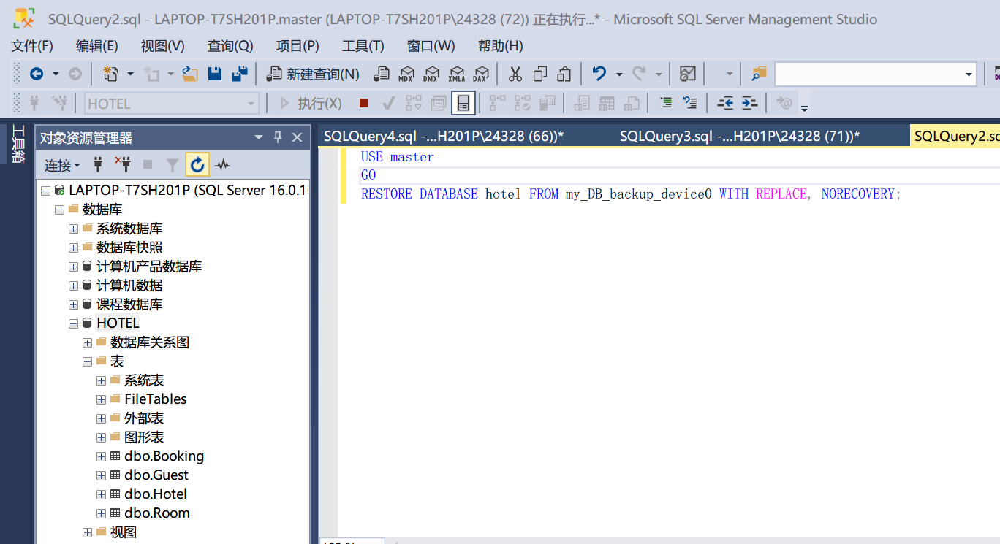 SQLQuery2.sql - LAPTOP-T7SH201P.master (LAPTOP-T7SH201P\24328 (72)) 正在执行...* - Microsoft SQL Server Management Studio
文件(F) 编辑(E) 视图(V) 查询(Q) 项目(P) 工具(T) 窗口(W) 帮助(H)
新建查询(N) MDX DMX XMLA DAX
HOTEL 执行(X)
工具箱
对象资源管理器
SQLQuery4.sql -...H201P\24328 (66))* SQLQuery3.sql -...H201P\24328 (71))* SQLQuery2.sq
连接
USE master
GO
RESTORE DATABASE hotel FROM my_DB_backup_device0 WITH REPLACE, NORECOVERY;
LAPTOP-T7SH201P (SQL Server 16.0.1
数据库
系统数据库
数据库快照
计算机产品数据库
计算机数据
课程数据库
HOTEL
数据库关系图
表
系统表
FileTables
外部表
图形表
dbo.Booking
dbo.Guest
dbo.Hotel
dbo.Room
视图